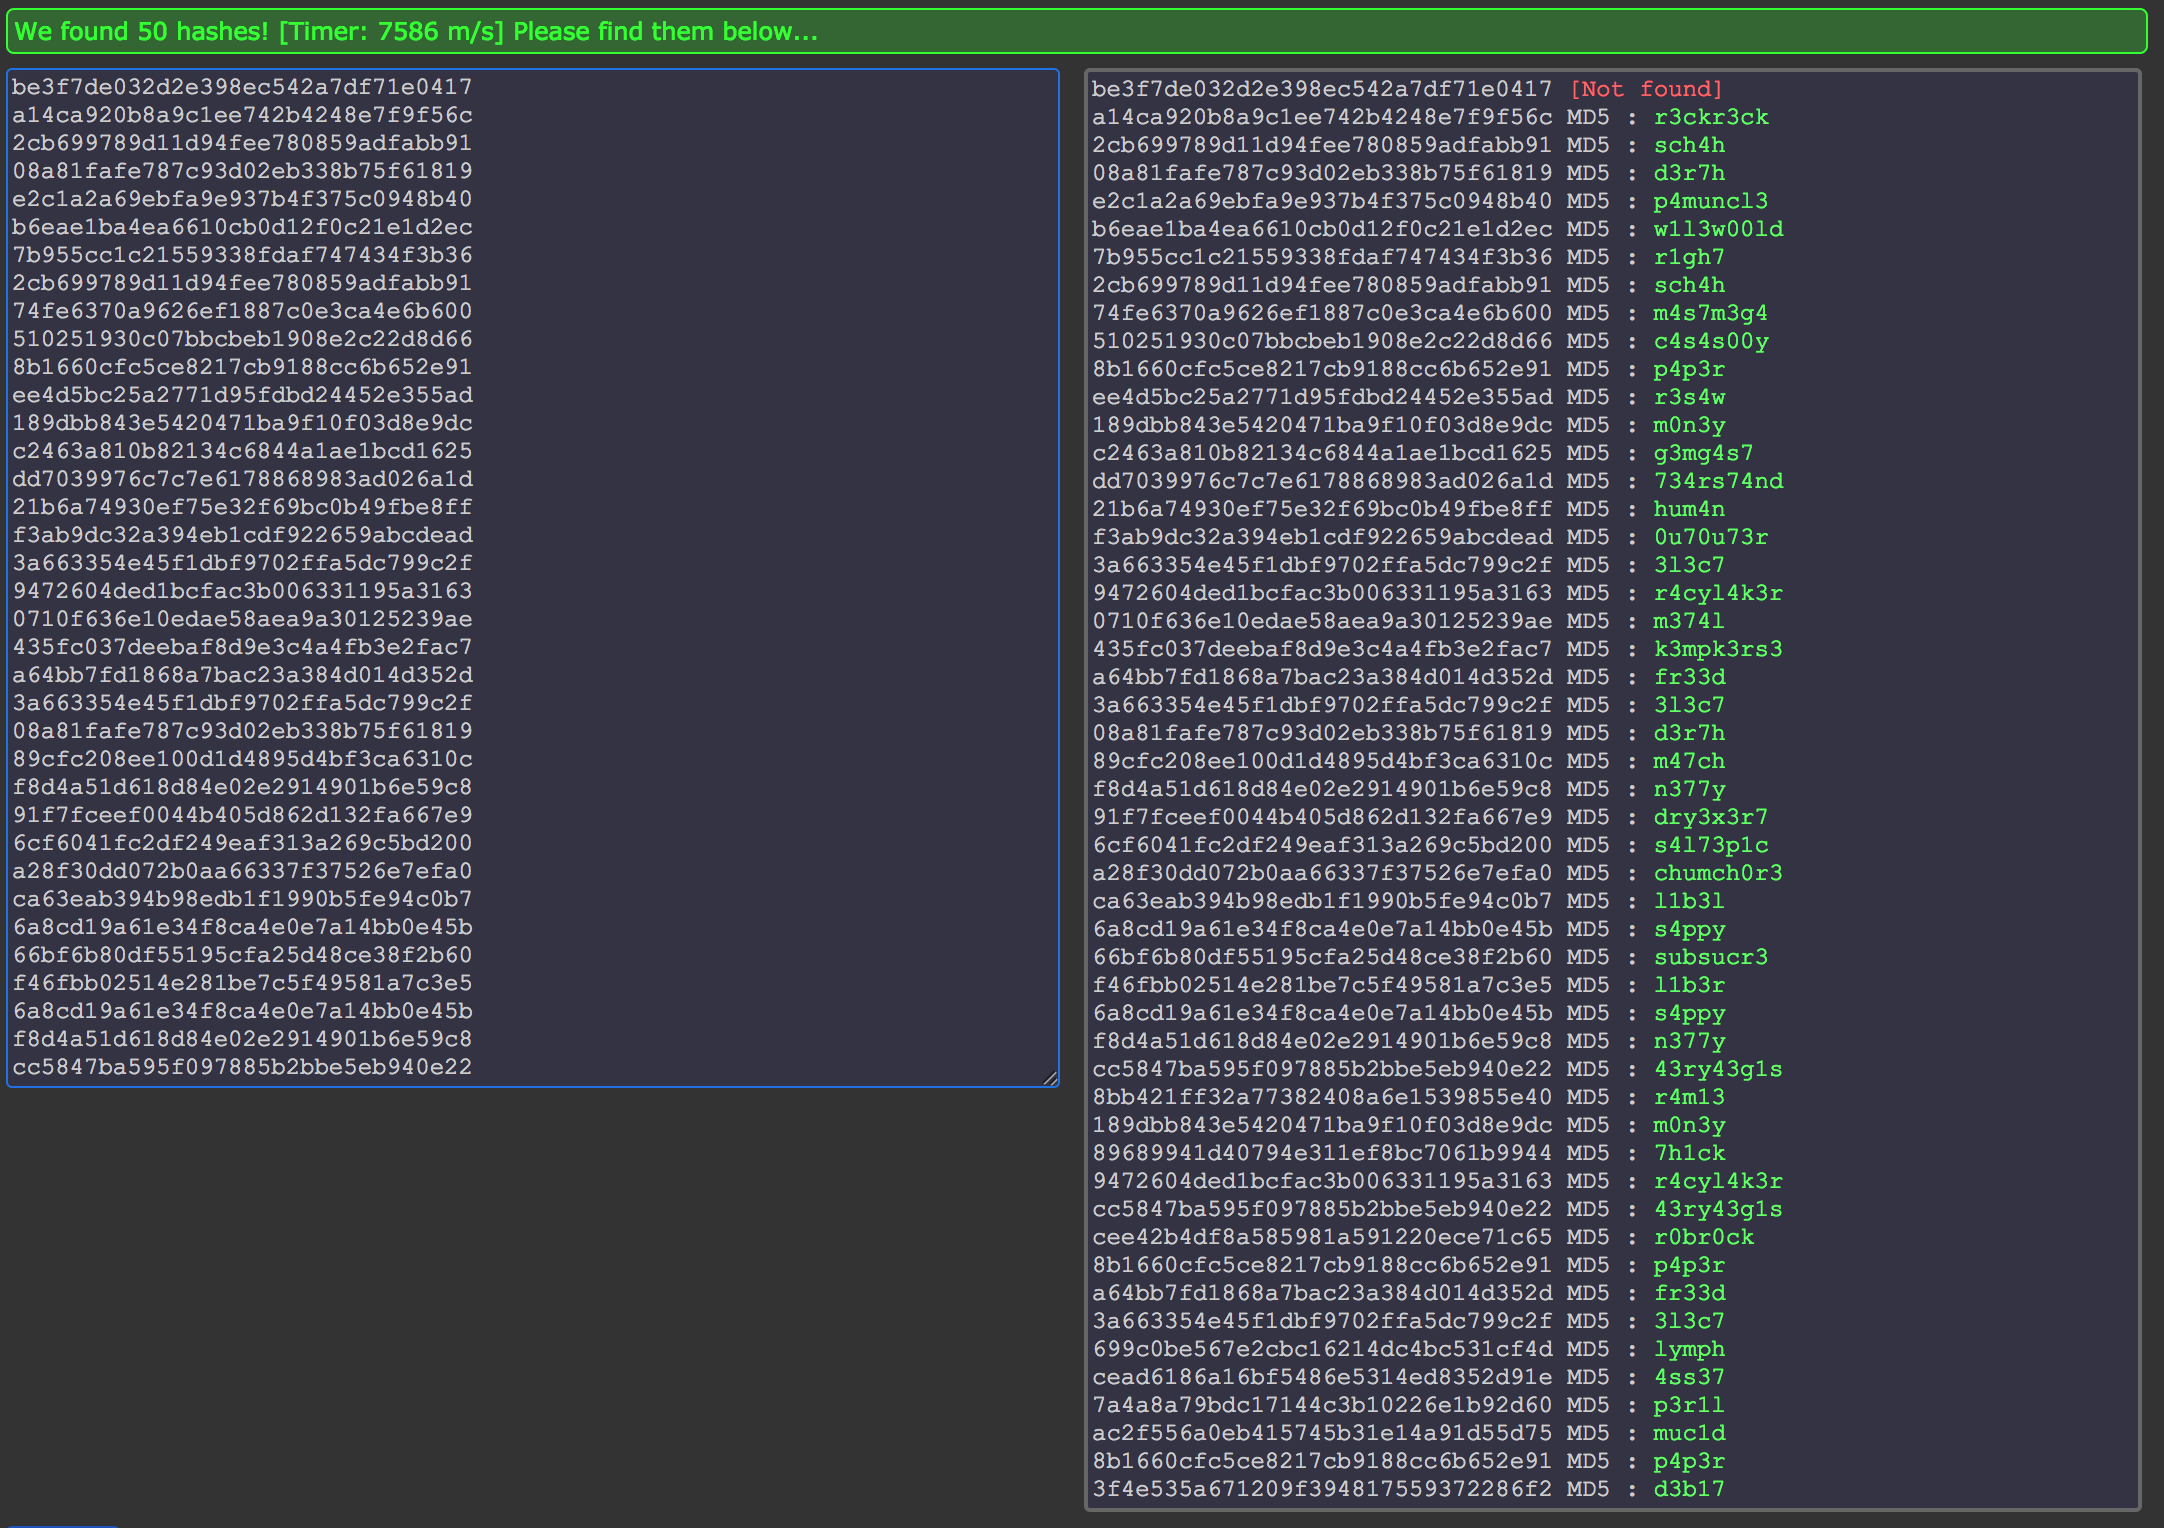 We found 50 hashes! [Timer: 7586 m/s] Please find them below...
be3f7de032d2e398ec542a7df71e0417
a14ca920b8a9c1ee742b4248e7f9f56c
2cb699789d11d94fee780859adfabb91
08a81fafe787c93d02eb338b75f61819
e2c1a2a69ebfa9e937b4f375c0948b40
b6eae1ba4ea6610cb0d12f0c21e1d2ec
7b955cc1c21559338fdaf747434f3b36
2cb699789d11d94fee780859adfabb91
74fe6370a9626ef1887c0e3ca4e6b600
510251930c07bbcbeb1908e2c22d8d66
8b1660cfc5ce8217cb9188cc6b652e91
ee4d5bc25a2771d95fdbd24452e355ad
189dbb843e5420471ba9f10f03d8e9dc
c2463a810b82134c6844a1ae1bcd1625
dd7039976c7c7e6178868983ad026a1d
21b6a74930ef75e32f69bc0b49fbe8ff
f3ab9dc32a394eb1cdf922659abcdead
3a663354e45f1dbf9702ffa5dc799c2f
9472604ded1bcfac3b006331195a3163
0710f636e10edae58aea9a30125239ae
435fc037deebaf8d9e3c4a4fb3e2fac7
a64bb7fd1868a7bac23a384d014d352d
3a663354e45f1dbf9702ffa5dc799c2f
08a81fafe787c93d02eb338b75f61819
89cfc208ee100d1d4895d4bf3ca6310c
f8d4a51d618d84e02e2914901b6e59c8
91f7fceef0044b405d862d132fa667e9
6cf6041fc2df249eaf313a269c5bd200
a28f30dd072b0aa66337f37526e7efa0
ca63eab394b98edb1f1990b5fe94c0b7
6a8cd19a61e34f8ca4e0e7a14bb0e45b
66bf6b80df55195cfa25d48ce38f2b60
f46fbb02514e281be7c5f49581a7c3e5
6a8cd19a61e34f8ca4e0e7a14bb0e45b
f8d4a51d618d84e02e2914901b6e59c8
cc5847ba595f097885b2bbe5eb940e22
be3f7de032d2e398ec542a7df71e0417 [Not found]
a14ca920b8a9c1ee742b4248e7f9f56c MD5 : r3ckr3ck
2cb699789d11d94fee780859adfabb91 MD5 : sch4h
08a81fafe787c93d02eb338b75f61819 MD5 : d3r7h
e2c1a2a69ebfa9e937b4f375c0948b40 MD5 : p4muncl3
b6eae1ba4ea6610cb0d12f0c21e1d2ec MD5 : w1l3w00ld
7b955cc1c21559338fdaf747434f3b36 MD5 : r1gh7
2cb699789d11d94fee780859adfabb91 MD5 : sch4h
74fe6370a9626ef1887c0e3ca4e6b600 MD5 : m4s7m3g4
510251930c07bbcbeb1908e2c22d8d66 MD5 : c4s4s00y
8b1660cfc5ce8217cb9188cc6b652e91 MD5 : p4p3r
ee4d5bc25a2771d95fdbd24452e355ad MD5 : r3s4w
189dbb843e5420471ba9f10f03d8e9dc MD5 : m0n3y
c2463a810b82134c6844a1ae1bcd1625 MD5 : g3mg4s7
dd7039976c7c7e6178868983ad026a1d MD5 : 734rs74nd
21b6a74930ef75e32f69bc0b49fbe8ff MD5 : hum4n
f3ab9dc32a394eb1cdf922659abcdead MD5 : 0u70u73r
3a663354e45f1dbf9702ffa5dc799c2f MD5 : 3l3c7
9472604ded1bcfac3b006331195a3163 MD5 : r4cyl4k3r
0710f636e10edae58aea9a30125239ae MD5 : m374l
435fc037deebaf8d9e3c4a4fb3e2fac7 MD5 : k3mpk3rs3
a64bb7fd1868a7bac23a384d014d352d MD5 : fr33d
3a663354e45f1dbf9702ffa5dc799c2f MD5 : 3l3c7
08a81fafe787c93d02eb338b75f61819 MD5 : d3r7h
89cfc208ee100d1d4895d4bf3ca6310c MD5 : m47ch
f8d4a51d618d84e02e2914901b6e59c8 MD5 : n377y
91f7fceef0044b405d862d132fa667e9 MD5 : dry3x3r7
6cf6041fc2df249eaf313a269c5bd200 MD5 : s4l73p1c
a28f30dd072b0aa66337f37526e7efa0 MD5 : chumch0r3
ca63eab394b98edb1f1990b5fe94c0b7 MD5 : l1b3l
6a8cd19a61e34f8ca4e0e7a14bb0e45b MD5 : s4ppy
66bf6b80df55195cfa25d48ce38f2b60 MD5 : subsucr3
f46fbb02514e281be7c5f49581a7c3e5 MD5 : l1b3r
6a8cd19a61e34f8ca4e0e7a14bb0e45b MD5 : s4ppy
f8d4a51d618d84e02e2914901b6e59c8 MD5 : n377y
cc5847ba595f097885b2bbe5eb940e22 MD5 : 43ry43g1s
8bb421ff32a77382408a6e1539855e40 MD5 : r4m13
189dbb843e5420471ba9f10f03d8e9dc MD5 : m0n3y
89689941d40794e311ef8bc7061b9944 MD5 : 7h1ck
9472604ded1bcfac3b006331195a3163 MD5 : r4cyl4k3r
cc5847ba595f097885b2bbe5eb940e22 MD5 : 43ry43g1s
cee42b4df8a585981a591220ece71c65 MD5 : r0br0ck
8b1660cfc5ce8217cb9188cc6b652e91 MD5 : p4p3r
a64bb7fd1868a7bac23a384d014d352d MD5 : fr33d
3a663354e45f1dbf9702ffa5dc799c2f MD5 : 3l3c7
699c0be567e2cbc16214dc4bc531cf4d MD5 : lymph
cead6186a16bf5486e5314ed8352d91e MD5 : 4ss37
7a4a8a79bdc17144c3b10226e1b92d60 MD5 : p3r1l
ac2f556a0eb415745b31e14a91d55d75 MD5 : muc1d
8b1660cfc5ce8217cb9188cc6b652e91 MD5 : p4p3r
3f4e535a671209f394817559372286f2 MD5 : d3b17